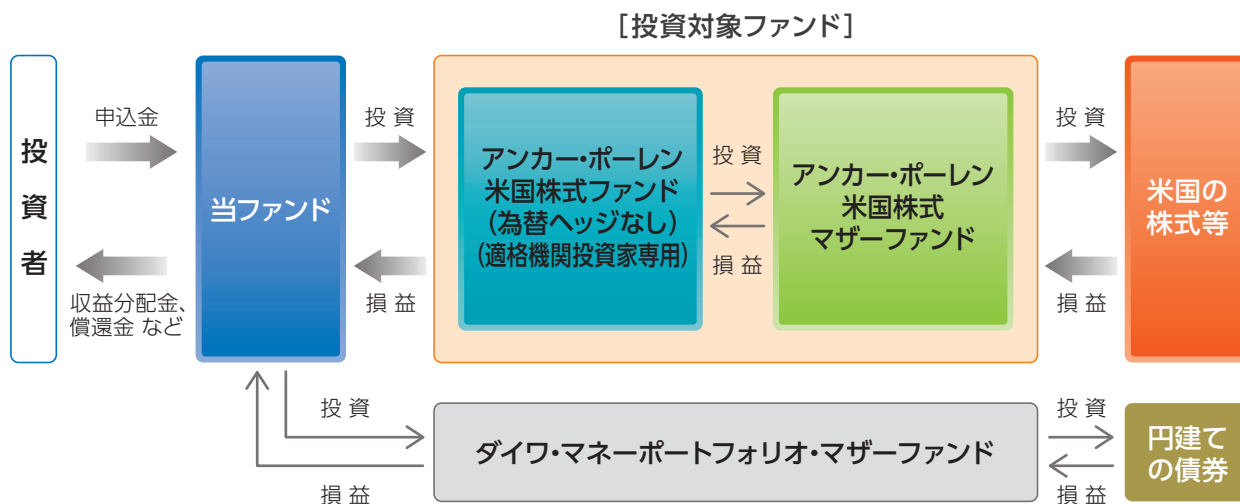 ［投資対象ファンド］
投資者
申込金
収益分配金、
償還金 など
当ファンド
投 資
損 益
アンカー・ポーレン
米国株式ファンド
（為替ヘッジなし）
（適格機関投資家専用）
投 資
損 益
アンカー・ポーレン
米国株式
マザーファンド
投 資
損 益
米国の
株式等
投 資
損 益
ダイワ・マネーポートフォリオ・マザーファンド
投 資
損 益
円建て
の債券